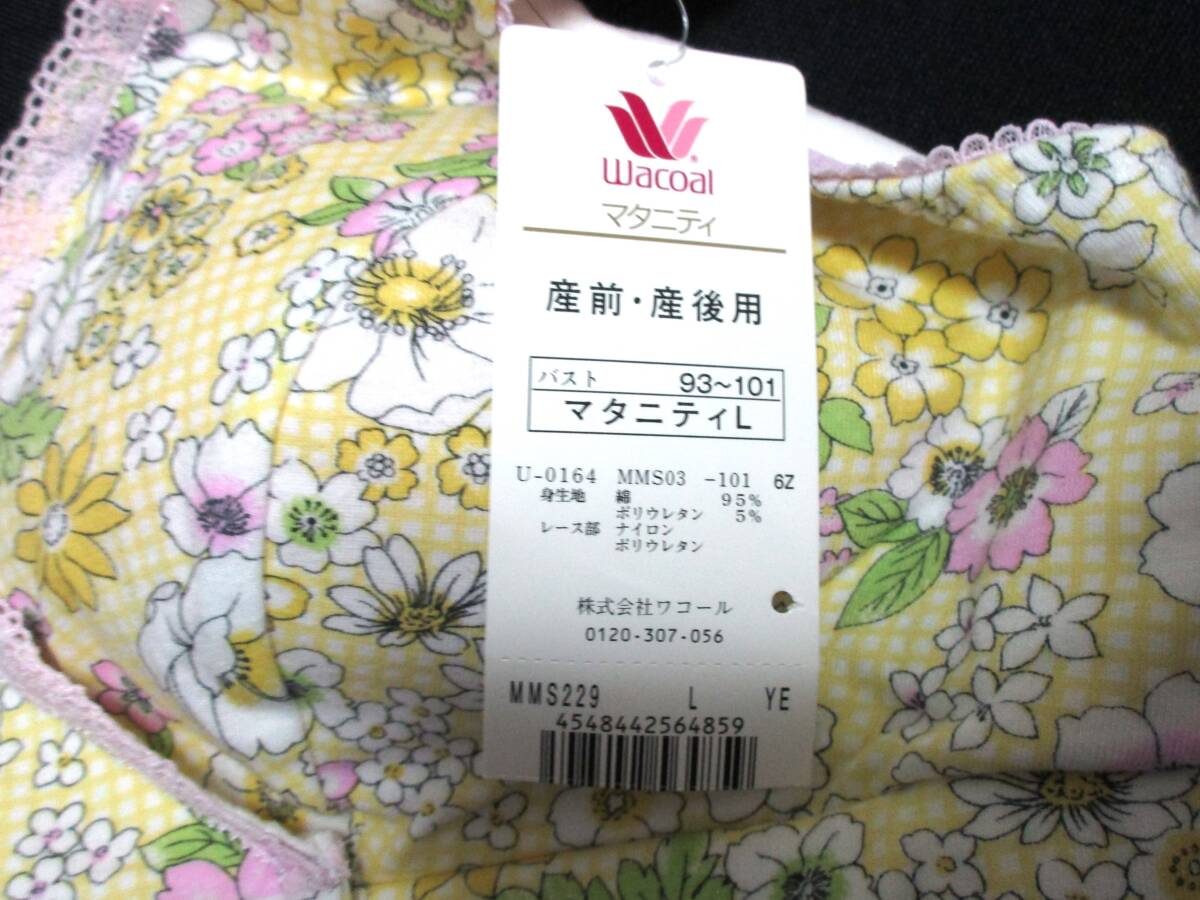 Wacoal
マタニティ
産前・産後用
バスト 93~101
マタニティL
U-0164 MMS03 -101 6Z
身生地 綿 95%
ポリウレタン 5%
レース部 ナイロン
ポリウレタン
株式会社ワコール
0120-307-056
MMS229 L YE
4548442564859